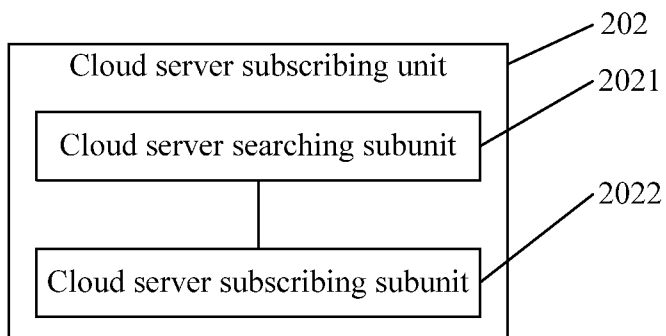 202
Cloud server subscribing unit
2021
Cloud server searching subunit
2022
Cloud server subscribing subunit